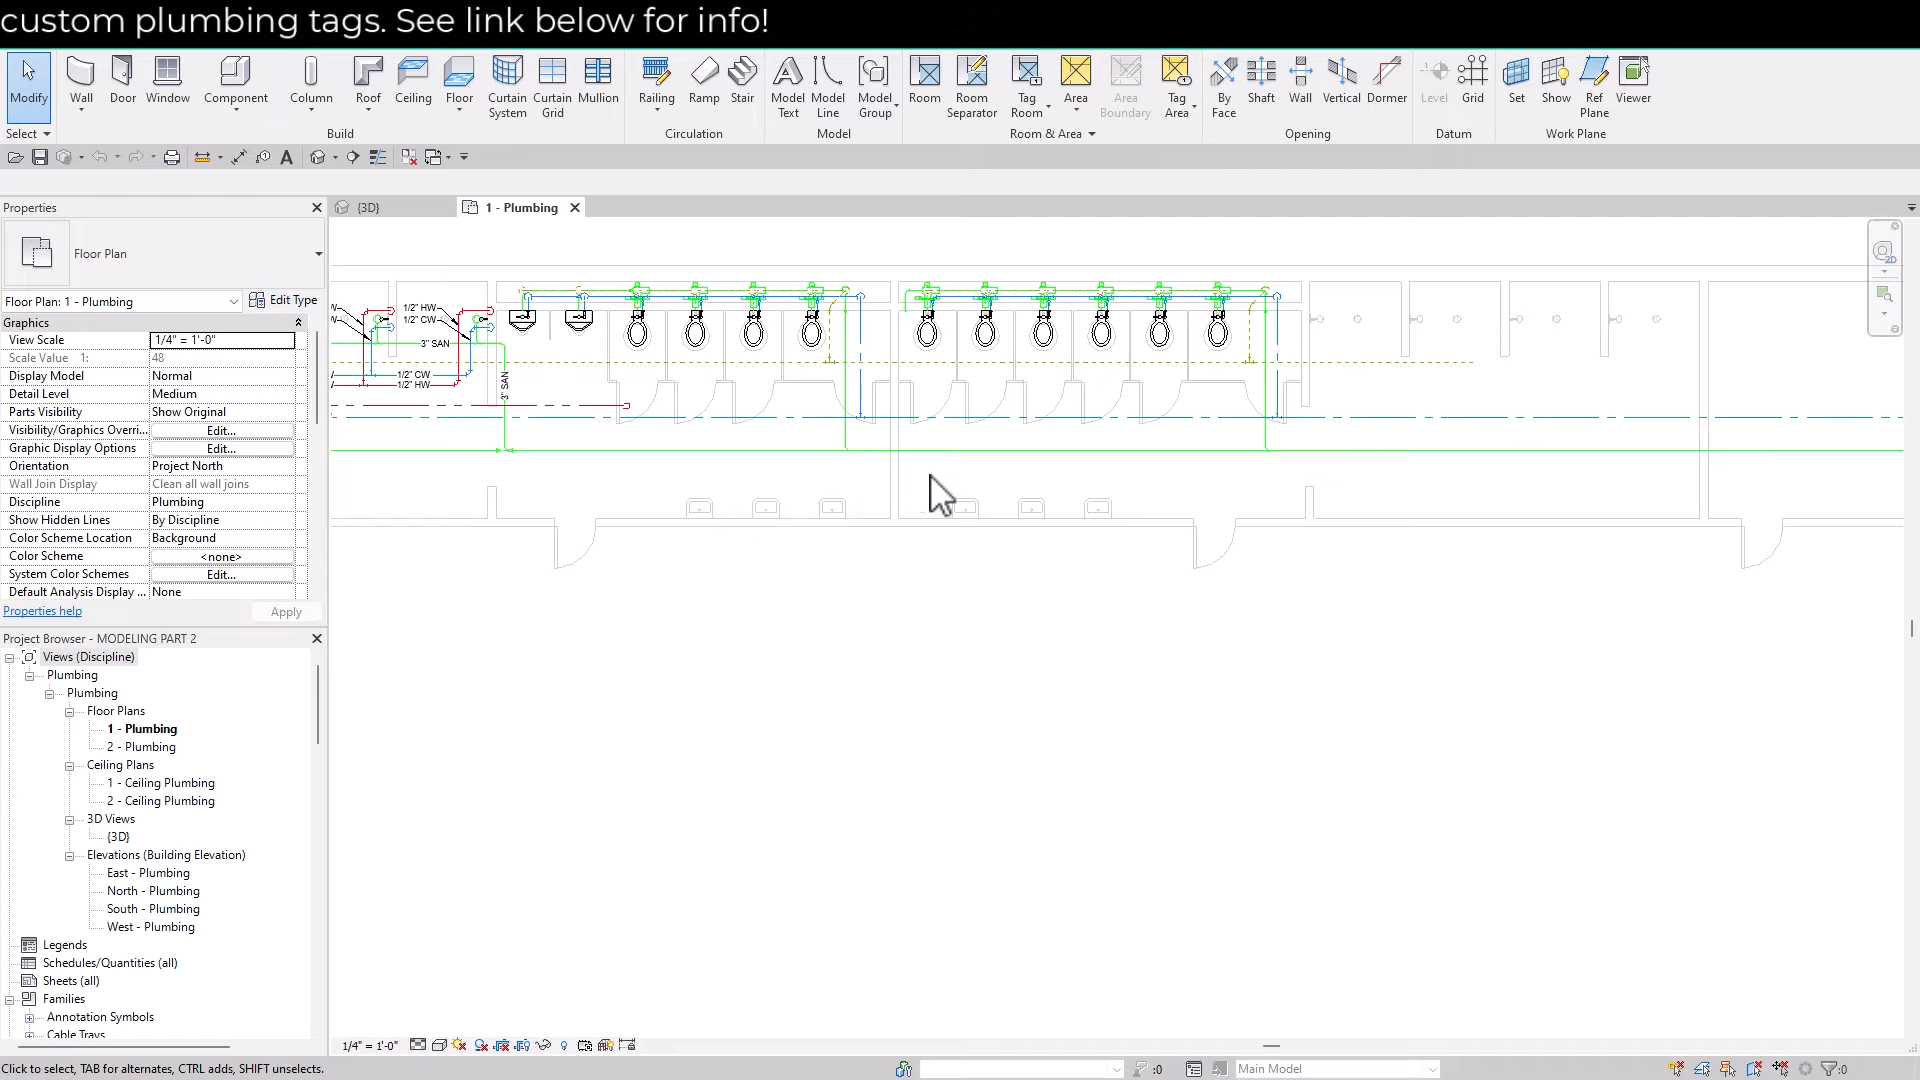 custom plumbing tags. See link below for info!
Modify
Wall
Door
Window
Component
Column
Roof
Ceiling
Floor
Curtain System
Curtain Grid
Mullion
Railing
Ramp
Stair
Model Text
Model Line
Model Group
Room
Room Separator
Tag Room
Area
Area Boundary
Tag Area
By Face
Shaft
Wall
Vertical
Dormer
Level
Grid
Set
Show
Ref Plane
Viewer
Select
Build
Circulation
Model
Room & Area
Opening
Datum
Work Plane
Properties
{3D}
1 - Plumbing
Floor Plan
Floor Plan: 1 - Plumbing
Edit Type
Graphics
View Scale 1/4" = 1'-0"
Scale Value 1: 48
Display Model Normal
Detail Level Medium
Parts Visibility Show Original
Visibility/Graphics Overri... Edit...
Graphic Display Options Edit...
Orientation Project North
Wall Join Display Clean all wall joins
Discipline Plumbing
Show Hidden Lines By Discipline
Color Scheme Location Background
Color Scheme <none>
System Color Schemes Edit...
Default Analysis Display ... None
Properties help
Apply
Project Browser - MODELING PART 2
Views (Discipline)
Plumbing
Plumbing
Floor Plans
1 - Plumbing
2 - Plumbing
Ceiling Plans
1 - Ceiling Plumbing
2 - Ceiling Plumbing
3D Views
{3D}
Elevations (Building Elevation)
East - Plumbing
North - Plumbing
South - Plumbing
West - Plumbing
Legends
Schedules/Quantities (all)
Sheets (all)
Families
Annotation Symbols
Cable Trays
1/2" HW
1/2" CW
3" SAN
1/2" CW
1/2" HW
3" SAN
2D
1/4" = 1'-0"
Click to select, TAB for alternates, CTRL adds, SHIFT unselects.
:0
Main Model
:0